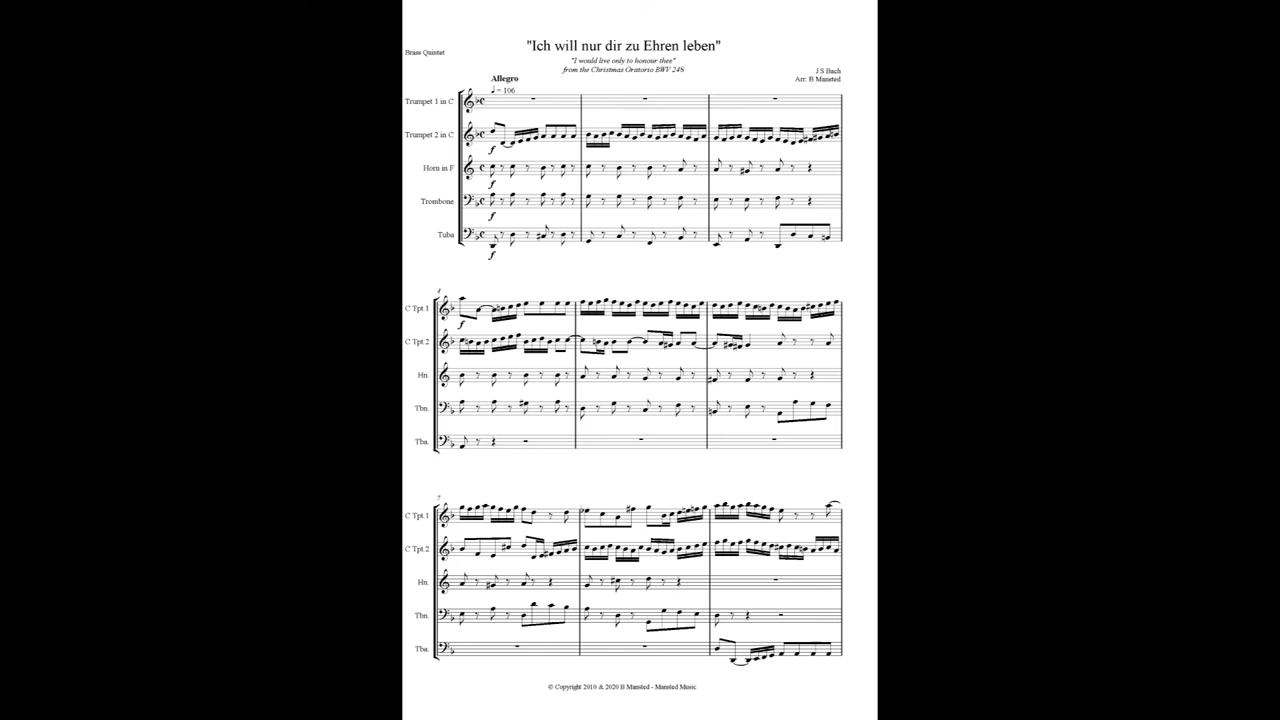 "Ich will nur dir zu Ehren leben"
Brass Quintet
"I would live only to honour thee"
from the Christmas Oratorio BWV 248
J S Bach
Arr: B Mansted
Allegro
♩ = 106
Trumpet 1 in C
Trumpet 2 in C
f
Horn in F
f
Trombone
f
Tuba
f
4
C Tpt.1
f
C Tpt.2
Hn.
Tbn.
Tba.
7
C Tpt.1
C Tpt.2
Hn.
Tbn.
Tba.
© Copyright 2010 & 2020 B Mansted - Mansted Music